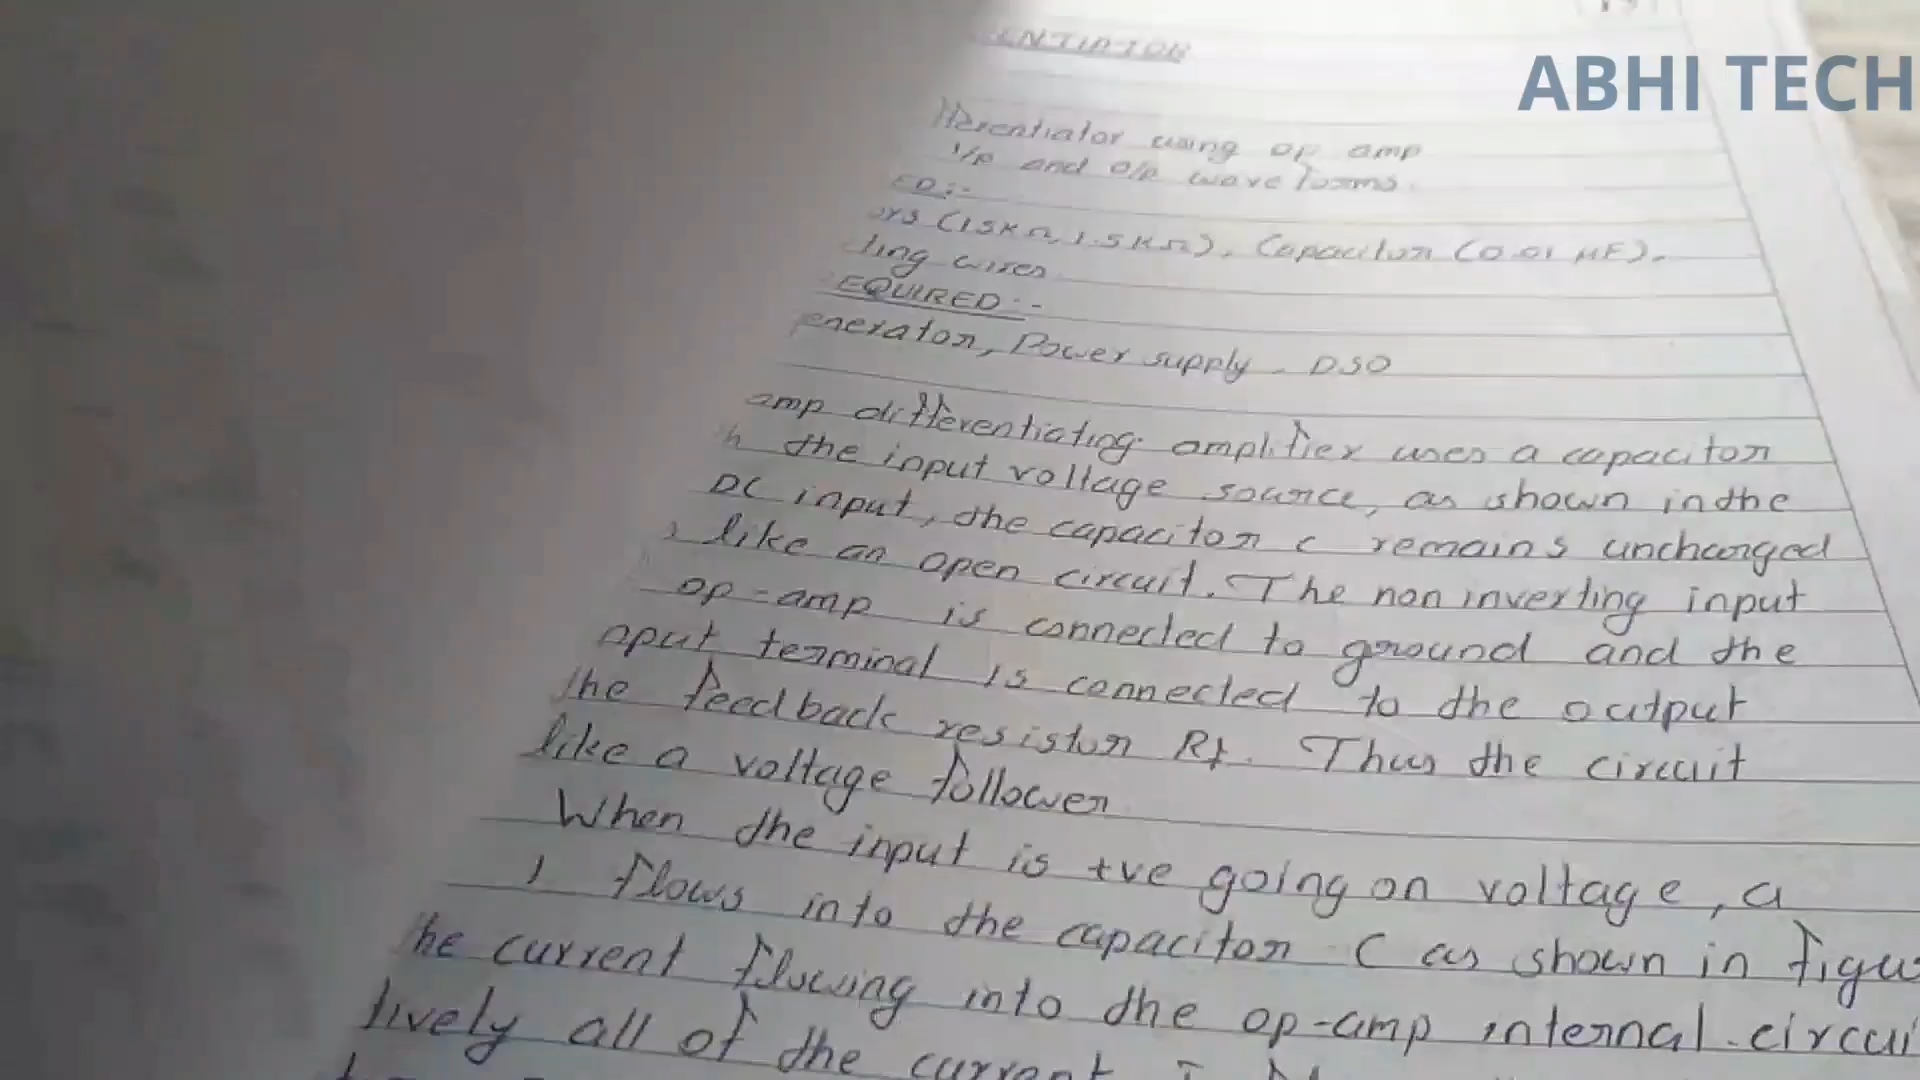 ENTIATOR
ABHI TECH
fferentiator using op amp
i/p and o/p wave forms.
ED:-
ors (15KΩ, 1.5KΩ), Capacitor (0.01 μF),
ting wires
EQUIRED:-
enerator, Power supply, DSO
amp differentiating amplifier uses a capacitor
h the input voltage source, as shown in the
DC input, the capacitor C remains uncharged
like an open circuit. The non inverting input
op-amp is connected to ground and the
nput terminal is connected to the output
the feedback resistor Rf. Thus the circuit
like a voltage follower
When the input is +ve going on voltage, a
I flows into the capacitor C as shown in figu
he current flowing into the op-amp internal circui
tively all of the current I